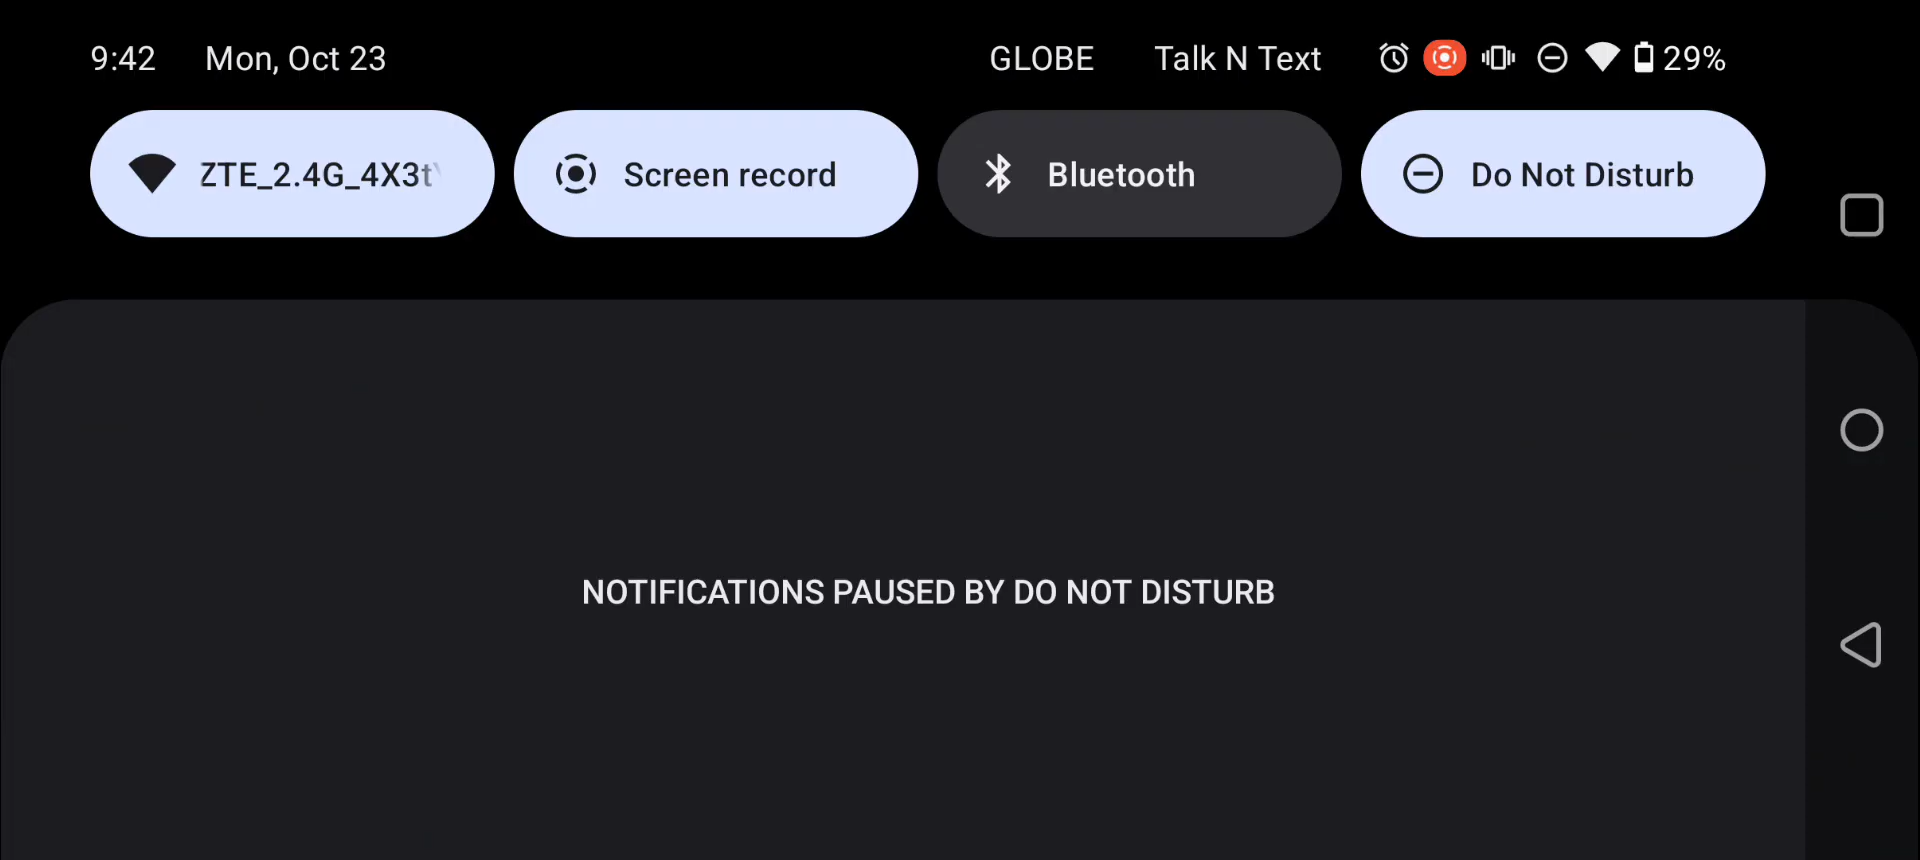 9:42 Mon, Oct 23 GLOBE Talk N Text 29%
ZTE_2.4G_4X3t Screen record Bluetooth Do Not Disturb
NOTIFICATIONS PAUSED BY DO NOT DISTURB